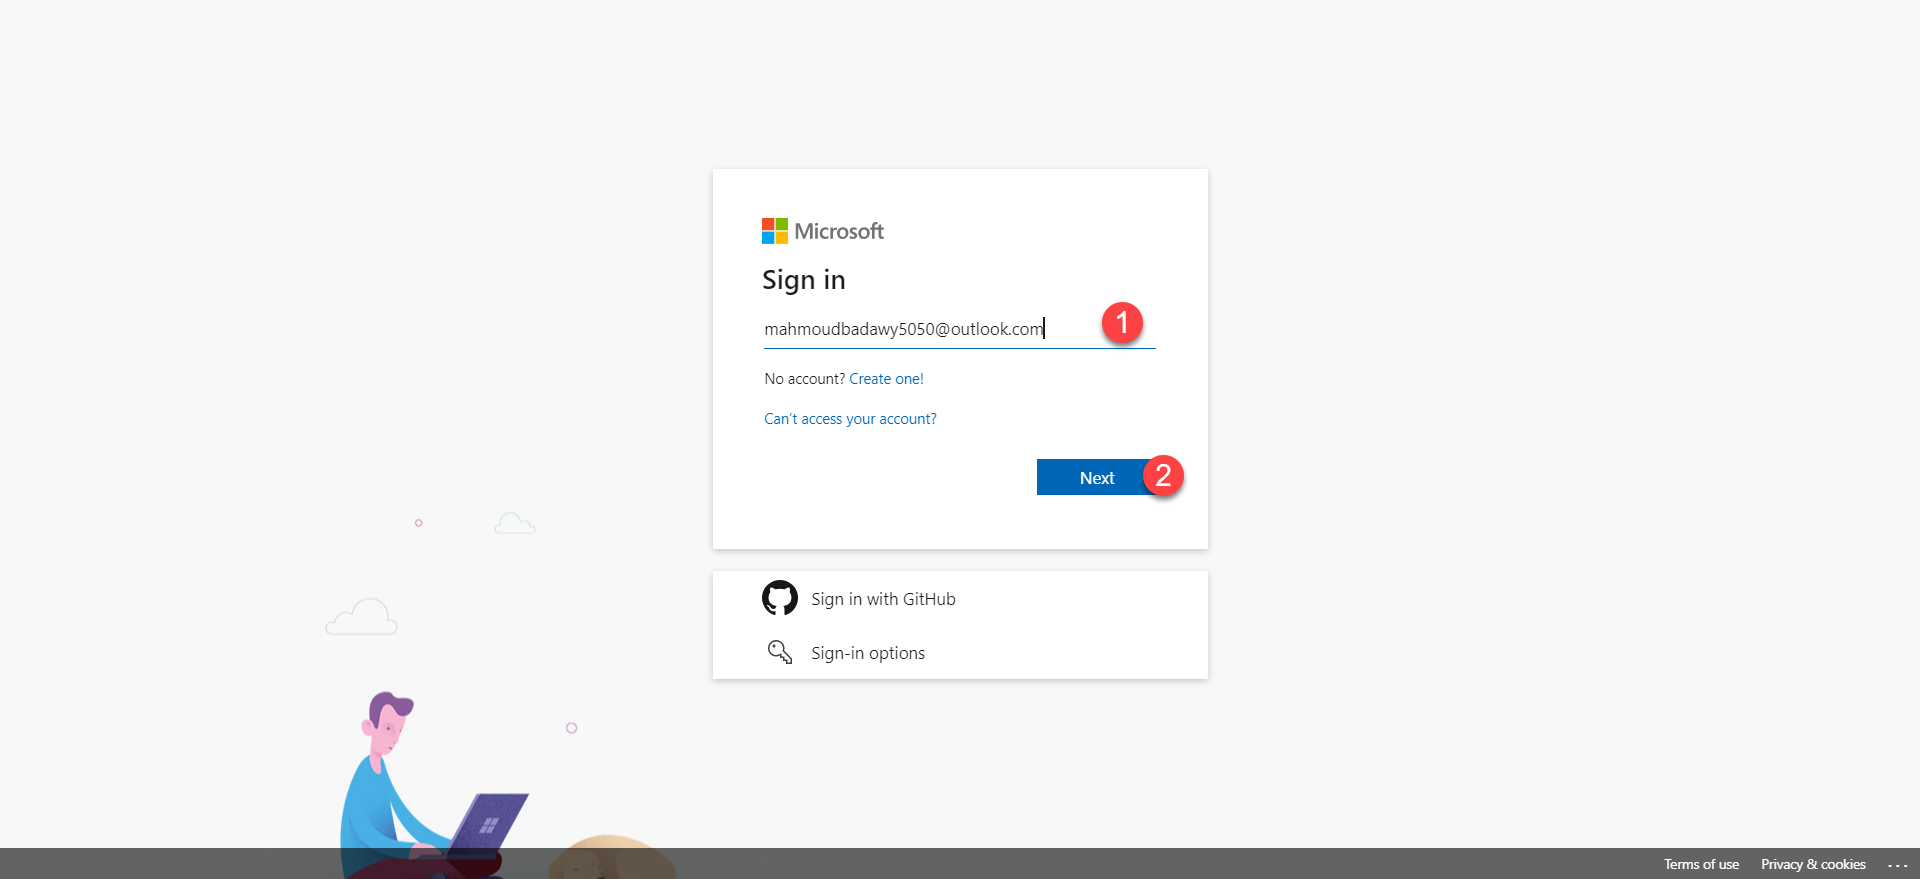 Microsoft
Sign in
mahmoudbadawy5050@outlook.com
1
No account? Create one!
Can't access your account?
Next
2
Sign in with GitHub
Sign-in options
Terms of use Privacy & cookies ...